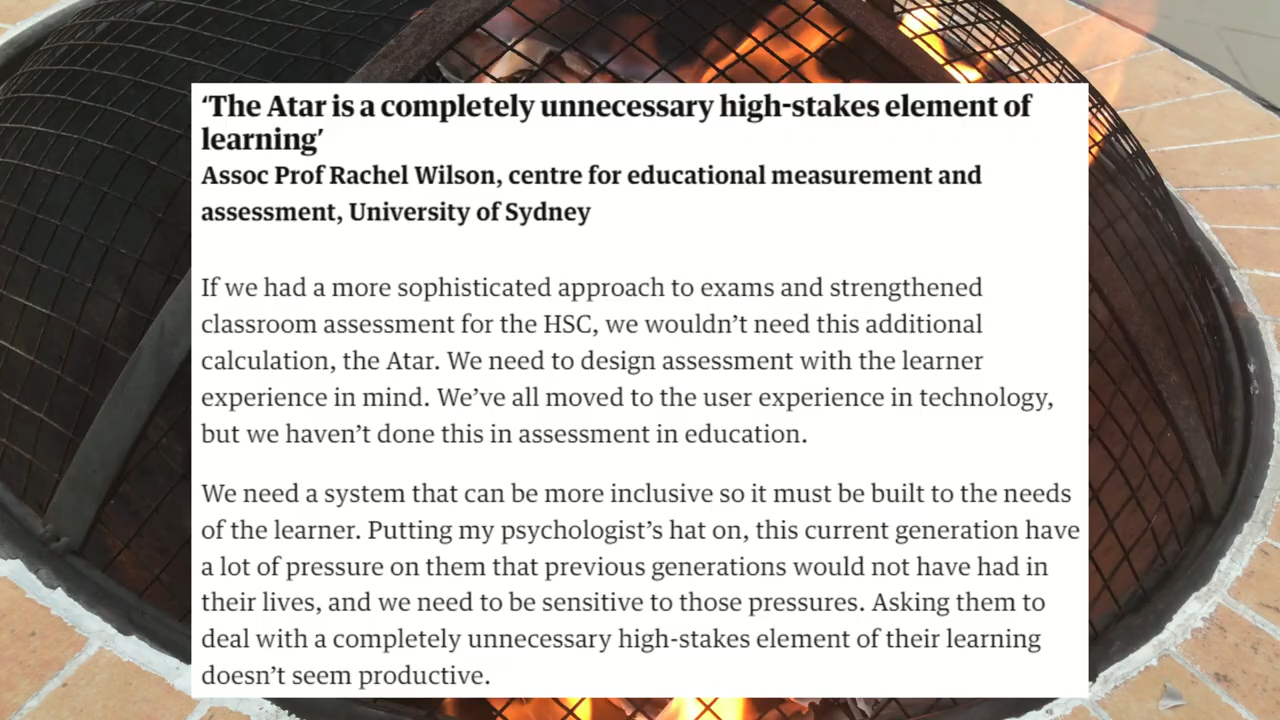 ‘The Atar is a completely unnecessary high-stakes element of
learning’
Assoc Prof Rachel Wilson, centre for educational measurement and
assessment, University of Sydney
If we had a more sophisticated approach to exams and strengthened
classroom assessment for the HSC, we wouldn’t need this additional
calculation, the Atar. We need to design assessment with the learner
experience in mind. We’ve all moved to the user experience in technology,
but we haven’t done this in assessment in education.
We need a system that can be more inclusive so it must be built to the needs
of the learner. Putting my psychologist’s hat on, this current generation have
a lot of pressure on them that previous generations would not have had in
their lives, and we need to be sensitive to those pressures. Asking them to
deal with a completely unnecessary high-stakes element of their learning
doesn’t seem productive.